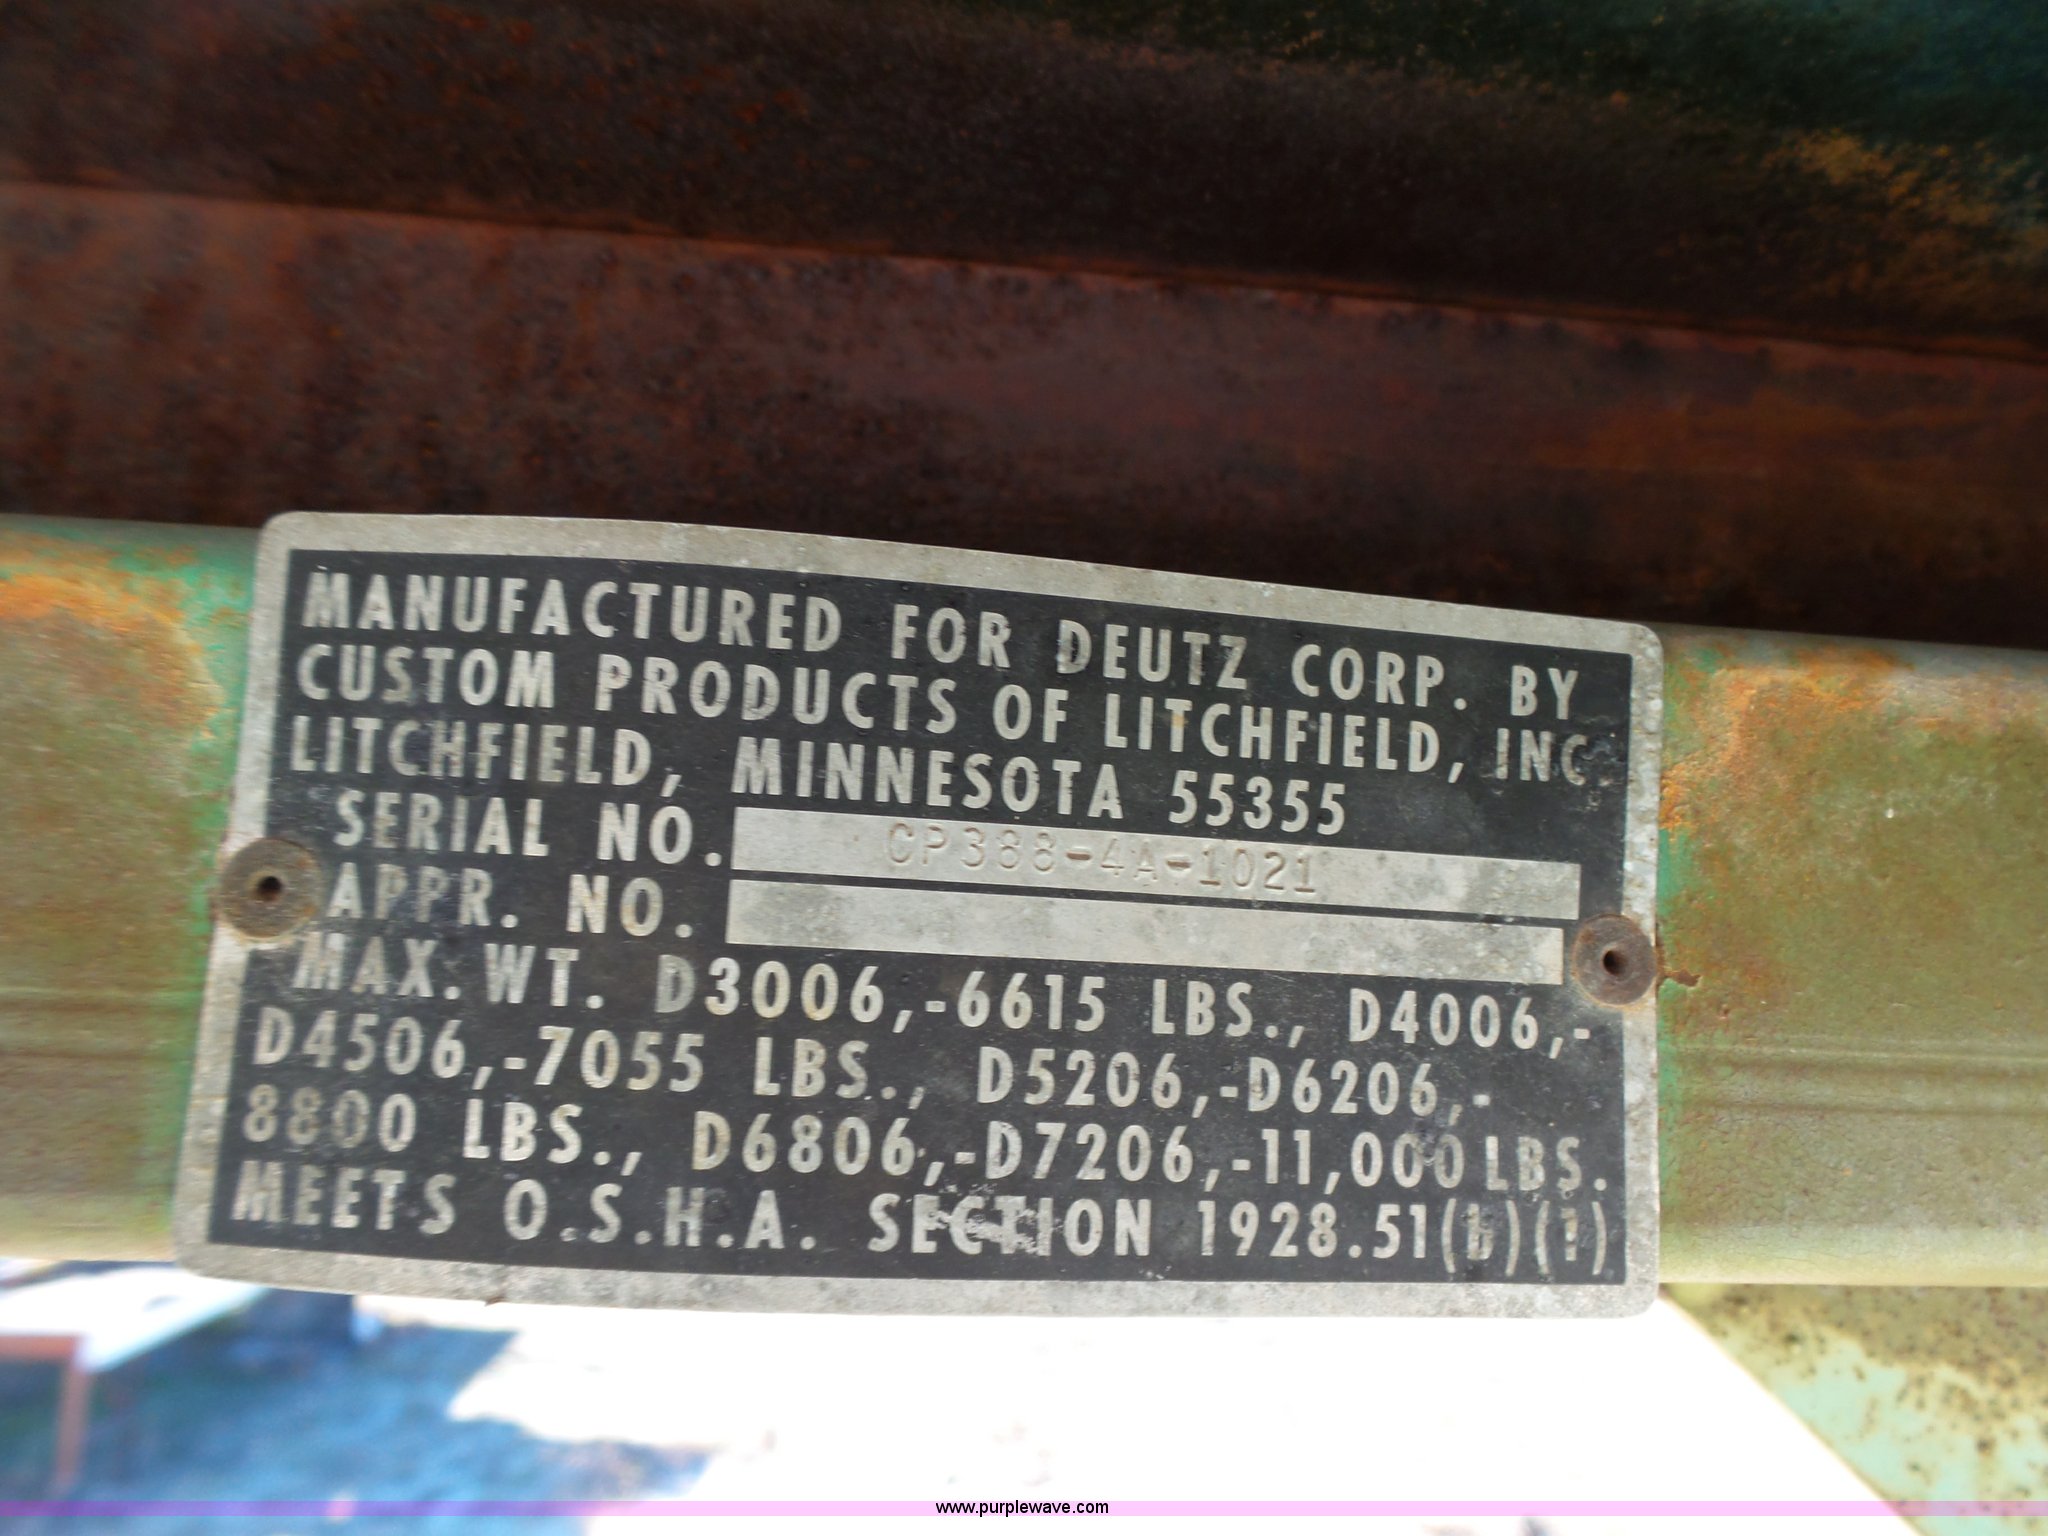 MANUFACTURED FOR DEUTZ CORP. BY
CUSTOM PRODUCTS OF LITCHFIELD, INC.
LITCHFIELD, MINNESOTA 55355
SERIAL NO. CP388-4A-1021
APPR. NO.
MAX. WT. D3006,-6615 LBS., D4006,-
D4506,-7055 LBS., D5206,-D6206,-
8800 LBS., D6806,-D7206,-11,000 LBS.
MEETS O.S.H.A. SECTION 1928.51(b)(1)
www.purplewave.com